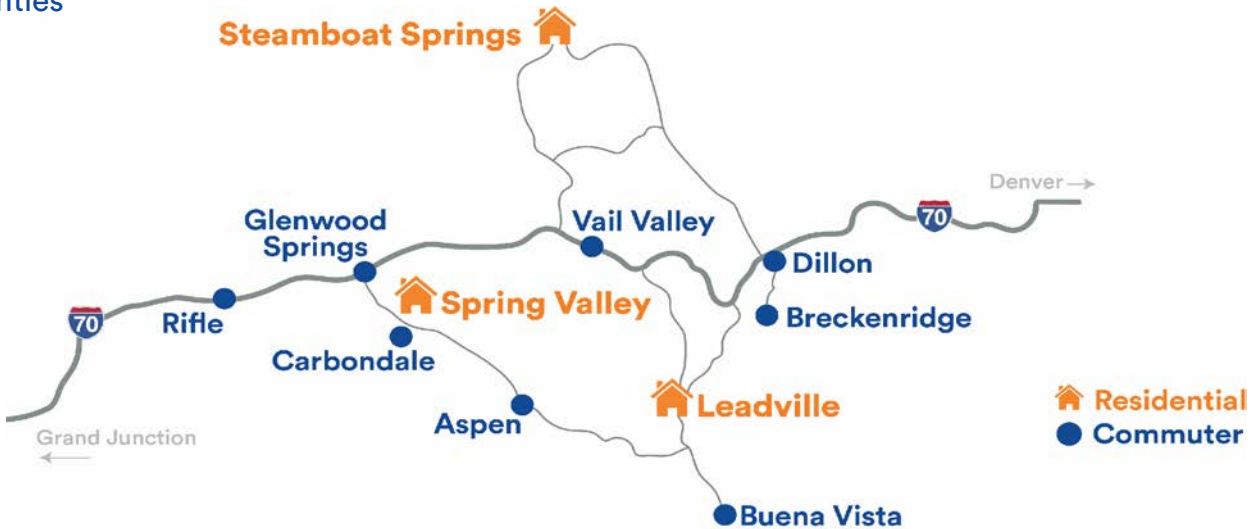 Steamboat Springs
Denver
70
Glenwood
Springs
Vail Valley
Dillon
Spring Valley
70
Rifle
Breckenridge
Carbondale
Leadville
Residential
Aspen
Commuter
Grand Junction
Buena Vista